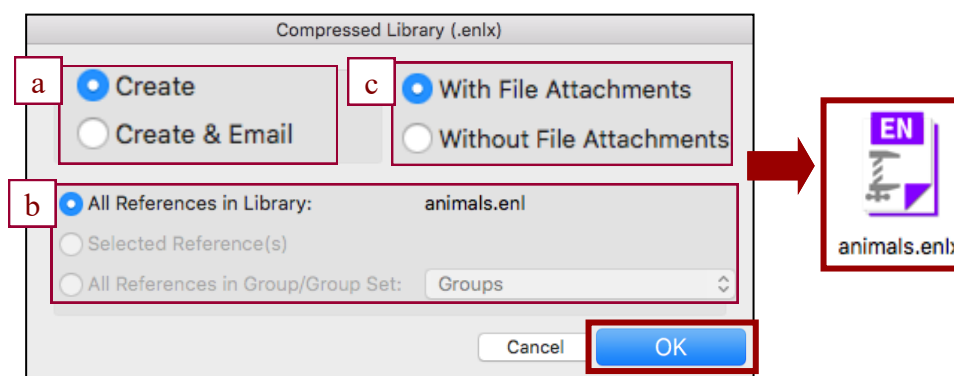 Compressed Library (.enlx)
a
Create
Create & Email
c
With File Attachments
Without File Attachments
b
All References in Library: animals.enl
Selected Reference(s)
All References in Group/Group Set: Groups
Cancel OK
EN
animals.enlx